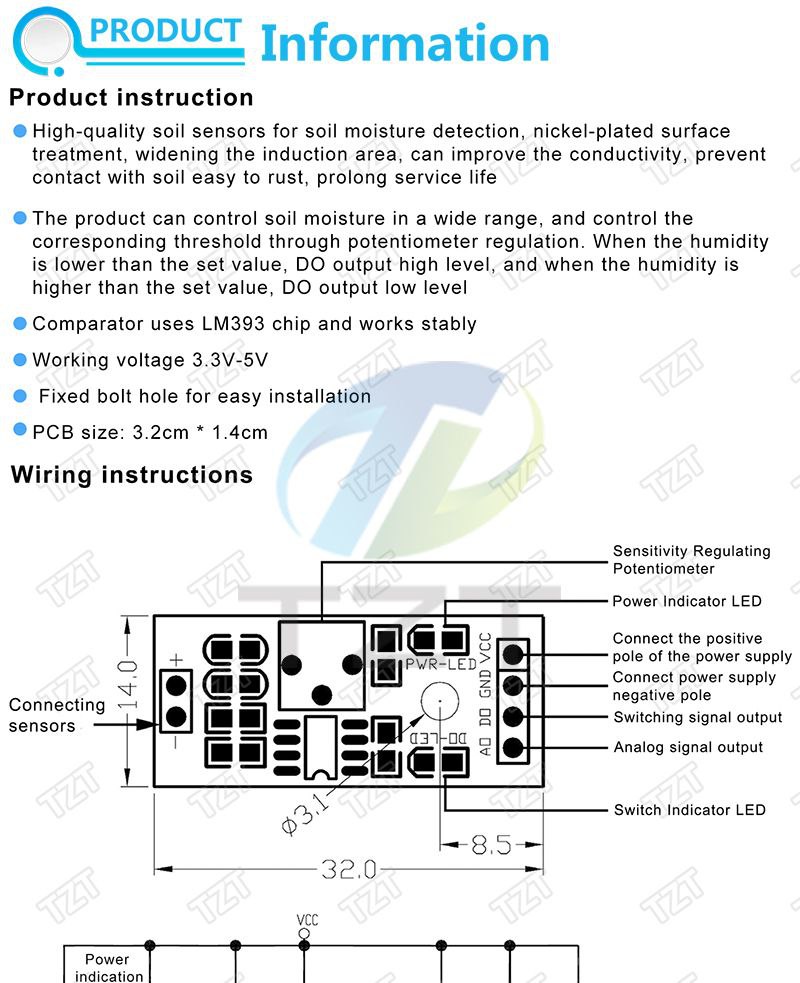 PRODUCT Information
Product instruction
High-quality soil sensors for soil moisture detection, nickel-plated surface
treatment, widening the induction area, can improve the conductivity, prevent
contact with soil easy to rust, prolong service life
The product can control soil moisture in a wide range, and control the
corresponding threshold through potentiometer regulation. When the humidity
is lower than the set value, DO output high level, and when the humidity is
higher than the set value, DO output low level
Comparator uses LM393 chip and works stably
Working voltage 3.3V-5V
Fixed bolt hole for easy installation
PCB size: 3.2cm * 1.4cm
Wiring instructions
TZT
Sensitivity Regulating
Potentiometer
Power Indicator LED
Connect the positive
pole of the power supply
Connect power supply
negative pole
Switching signal output
Analog signal output
Switch Indicator LED
Connecting
sensors
14.0
+
-
PWR-LED
DO-LED
VCC
GND
DO
AO
Ø3.1
8.5
32.0
VCC
Power
indication